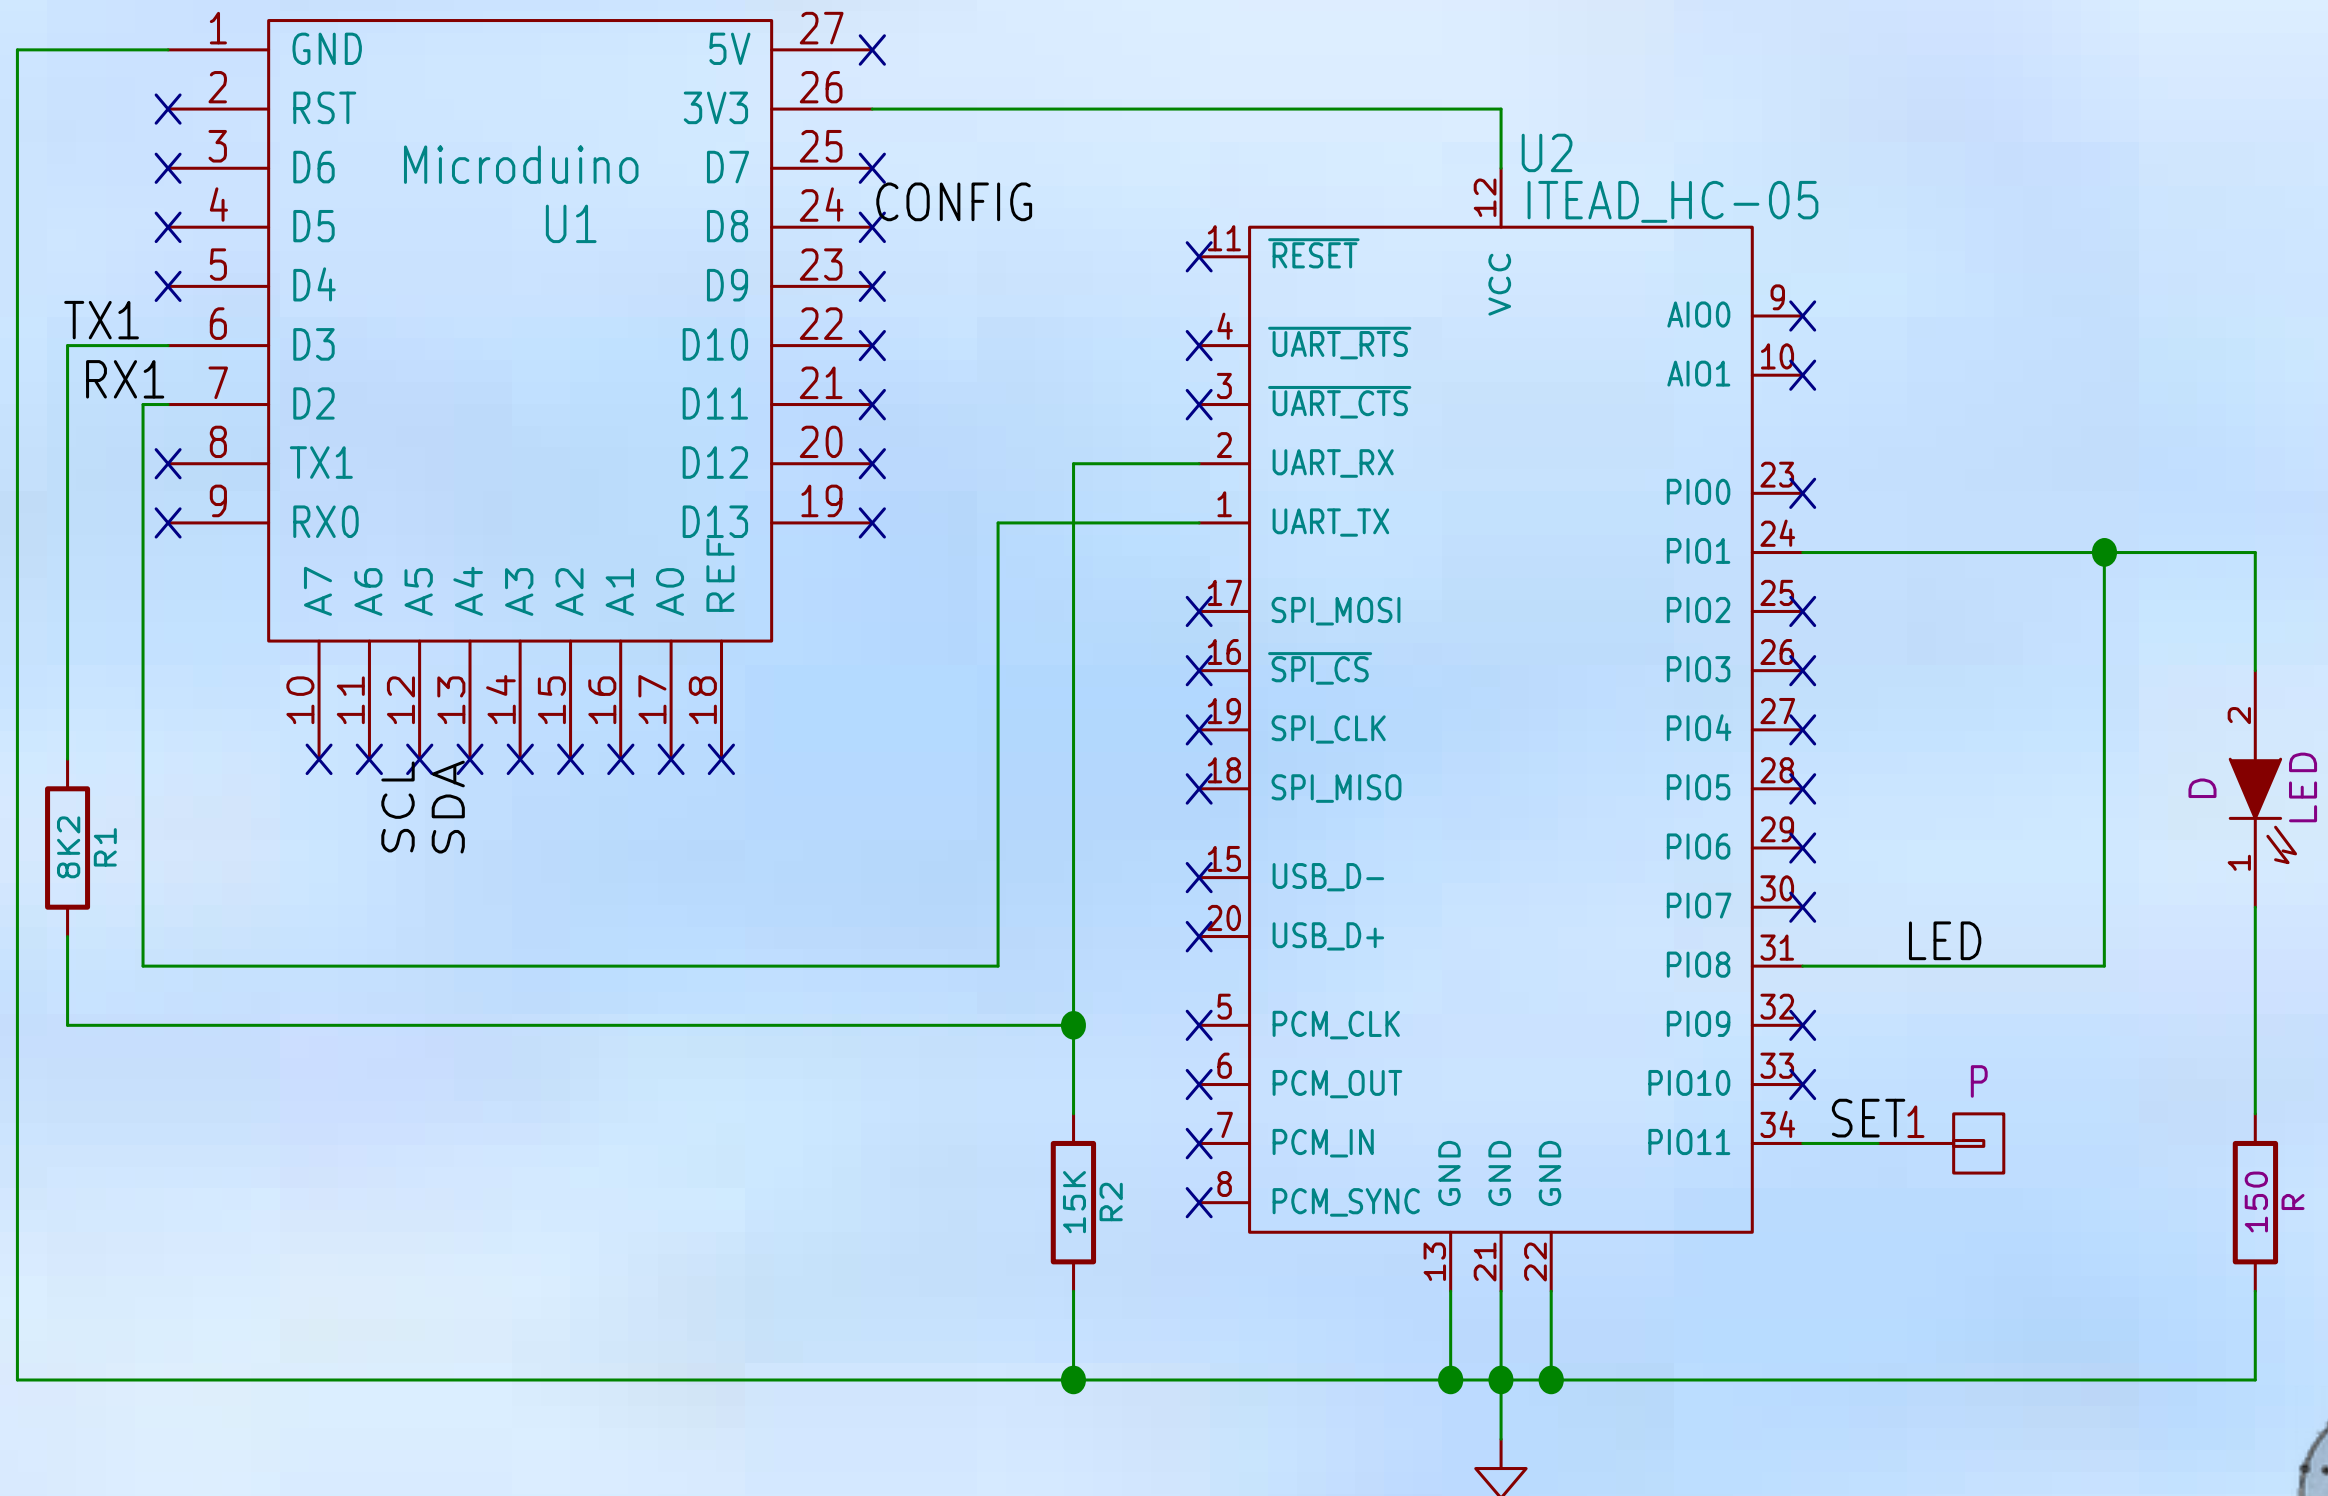 1 GND
2 RST
3 D6
4 D5
5 D4
TX1
6 D3
RX1
7 D2
8 TX1
9 RX0
Microduino
U1
5V 27
3V3 26
D7 25
CONFIG
D8 24
D9 23
D10 22
D11 21
D12 20
D13 19
A7 A6 A5 A4 A3 A2 A1 A0 REF
10 11 12 13 14 15 16 17 18
SCL
SDA
8K2
R1
15K
R2
U2
ITEAD_HC-05
12
VCC
11 RESET
4 UART_RTS
3 UART_CTS
2 UART_RX
1 UART_TX
17 SPI_MOSI
16 SPI_CS
19 SPI_CLK
18 SPI_MISO
15 USB_D-
20 USB_D+
5 PCM_CLK
6 PCM_OUT
7 PCM_IN
8 PCM_SYNC
AIO0 9
AIO1 10
PIO0 23
PIO1 24
PIO2 25
PIO3 26
PIO4 27
PIO5 28
PIO6 29
PIO7 30
LED
PIO8 31
PIO9 32
PIO10 33
PIO11 34
SET 1
P
GND GND GND
13 21 22
2
D
LED
1
150
R